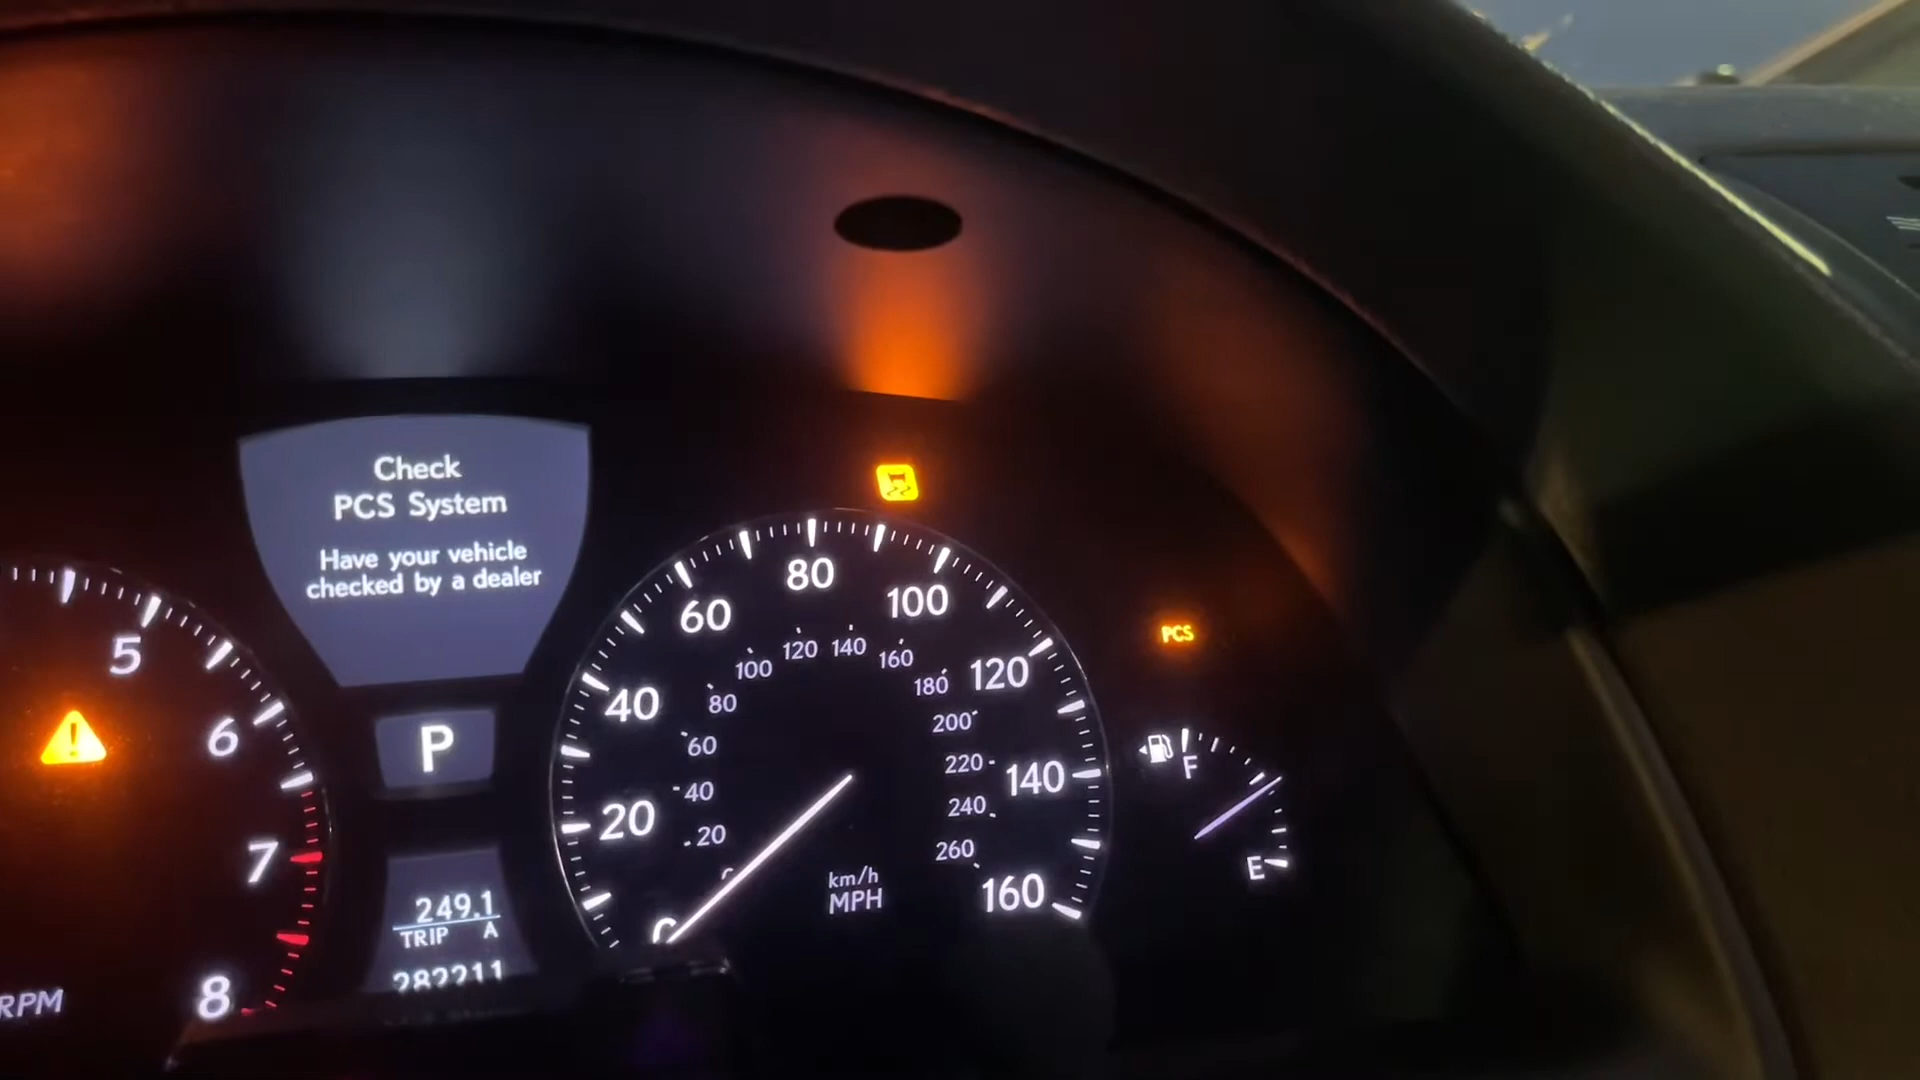 Check
PCS System
Have your vehicle
checked by a dealer
5
6
7
8
RPM
P
249.1
TRIP A
282211
20
40
60
80
100
120
140
160
20
40
60
80
100
120
140
160
180
200
220
240
260
km/h
MPH
PCS
F
E